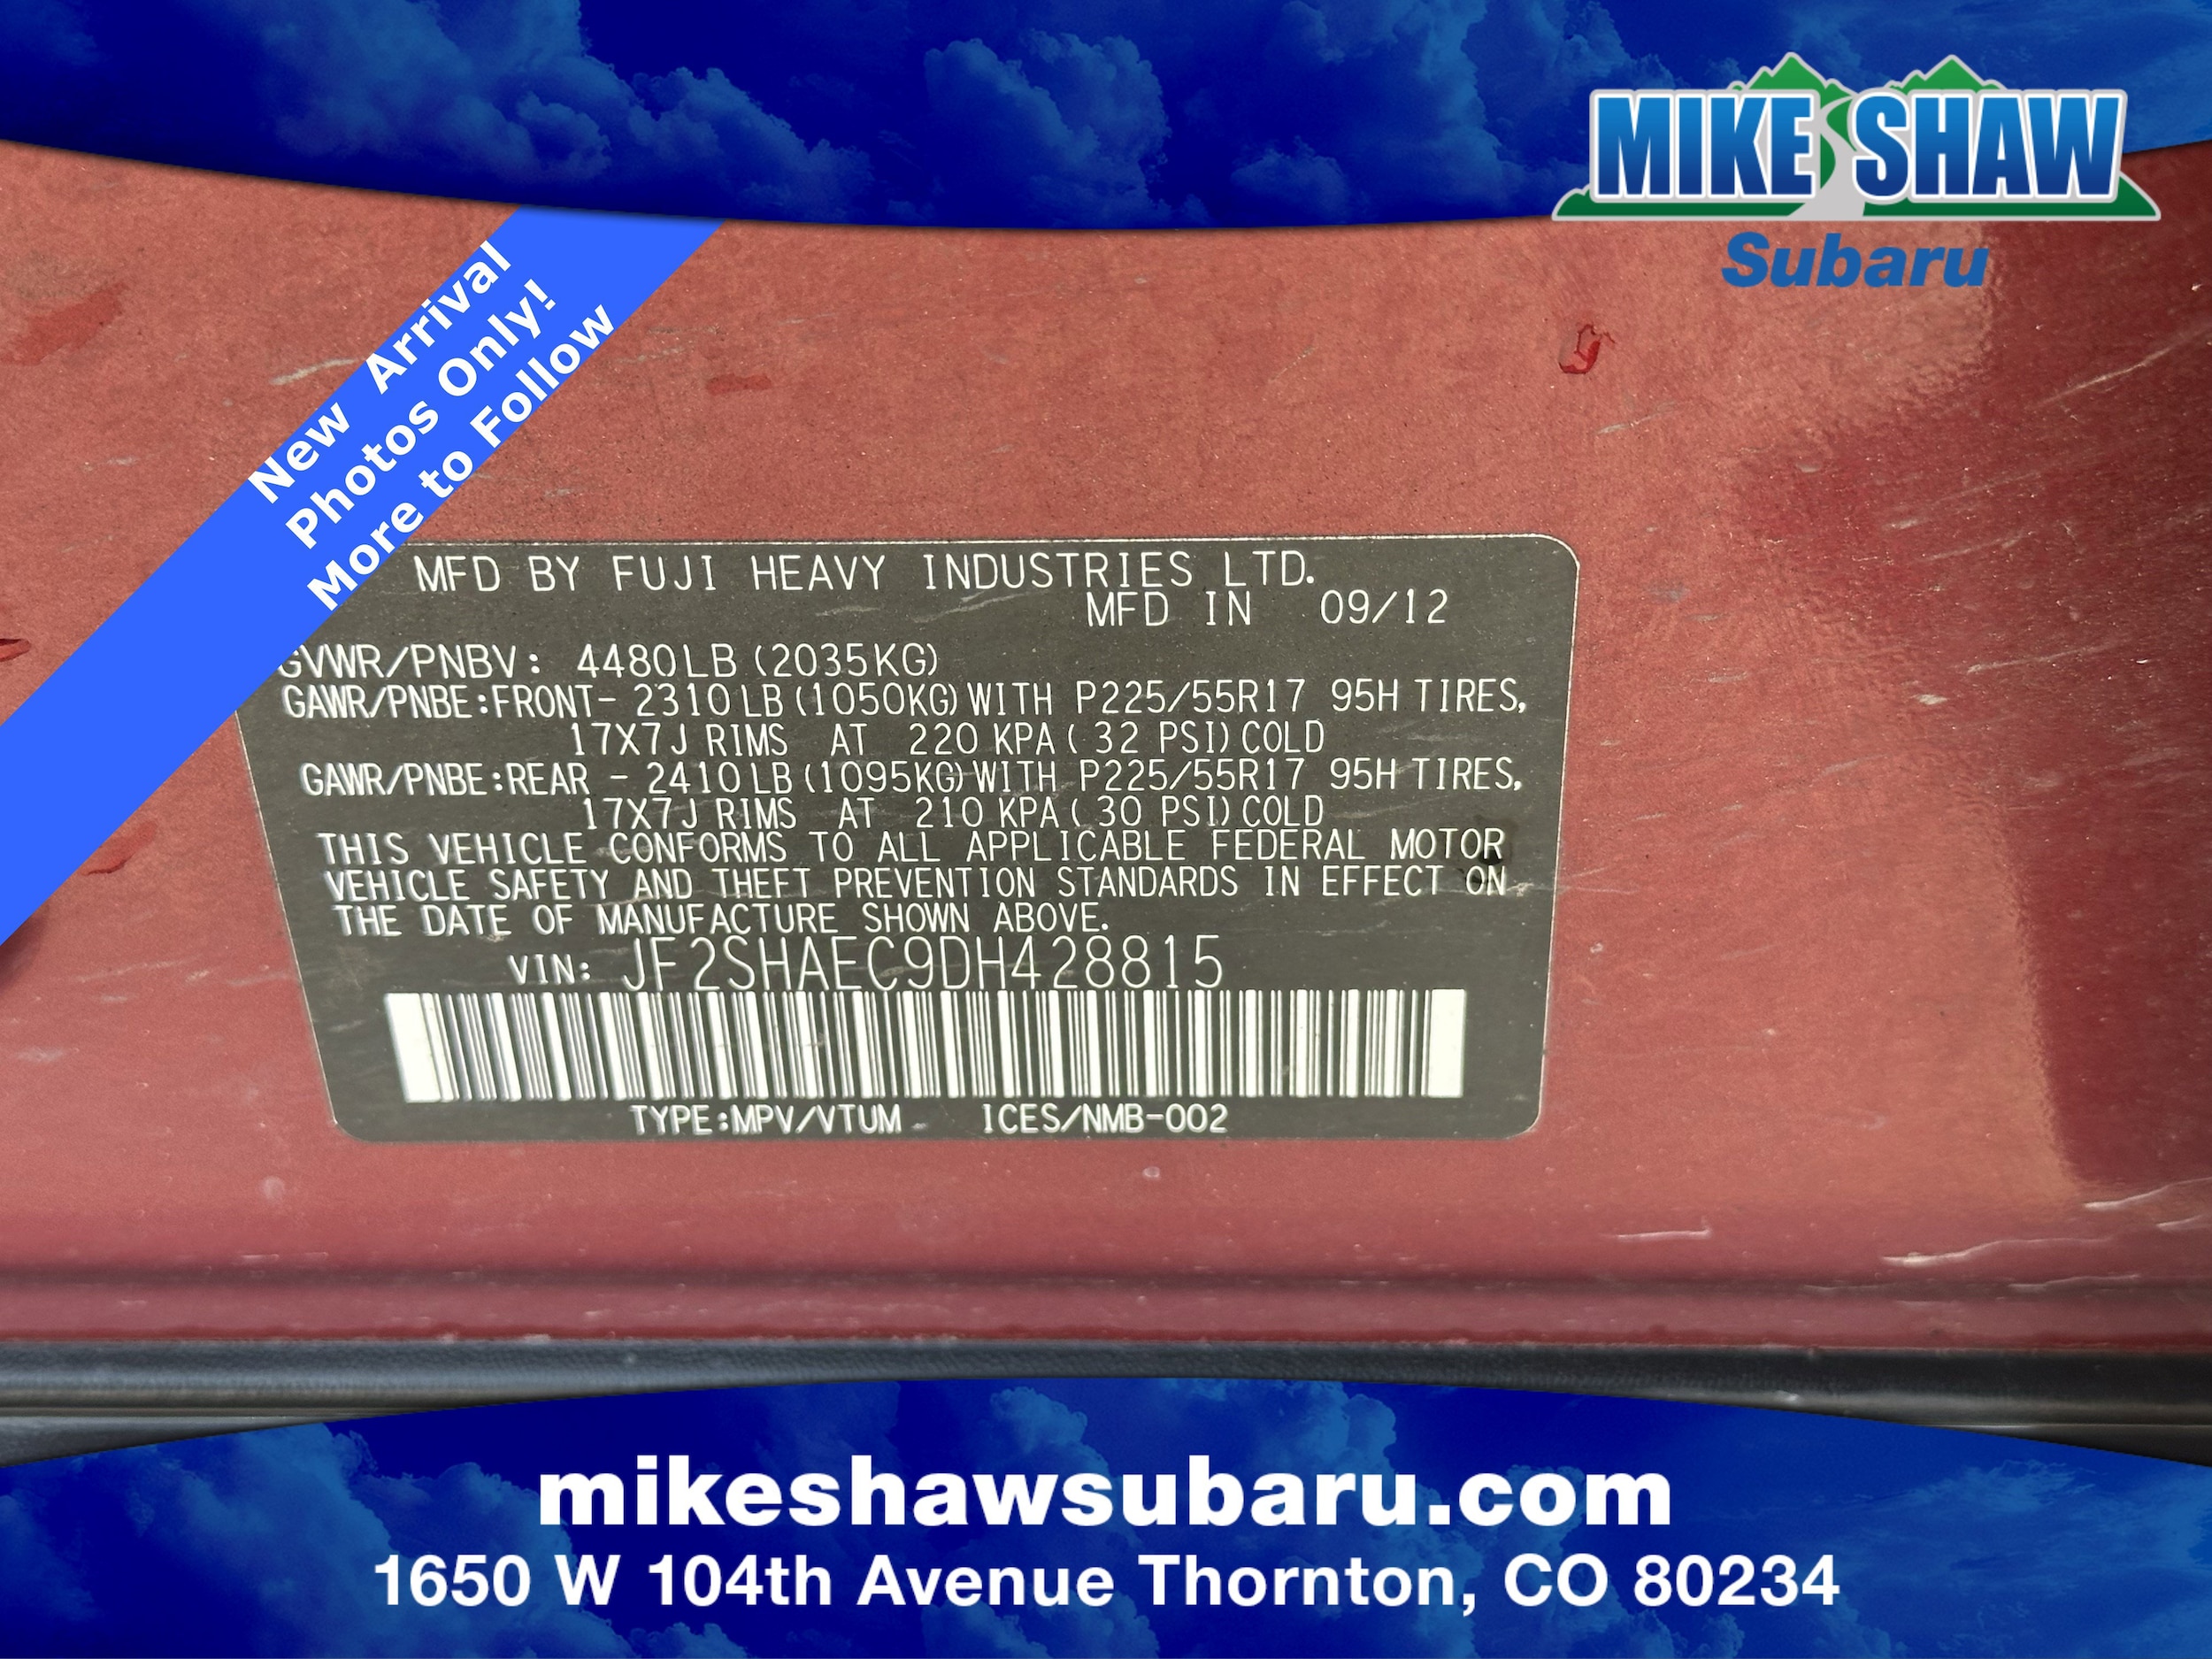 MIKE SHAW
Subaru
New Arrival
Photos Only!
More to Follow
MFD BY FUJI HEAVY INDUSTRIES LTD.
MFD IN 09/12
GVWR/PNBV: 4480LB (2035KG)
GAWR/PNBE:FRONT- 2310LB (1050KG) WITH P225/55R17 95H TIRES,
17X7J RIMS AT 220 KPA ( 32 PSI) COLD
GAWR/PNBE:REAR - 2410LB (1095KG) WITH P225/55R17 95H TIRES,
17X7J RIMS AT 210 KPA ( 30 PSI) COLD
THIS VEHICLE CONFORMS TO ALL APPLICABLE FEDERAL MOTOR
VEHICLE SAFETY AND THEFT PREVENTION STANDARDS IN EFFECT ON
THE DATE OF MANUFACTURE SHOWN ABOVE.
VIN: JF2SHAEC9DH428815
TYPE:MPV/VTUM ICES/NMB-002
mikeshawsubaru.com
1650 W 104th Avenue Thornton, CO 80234